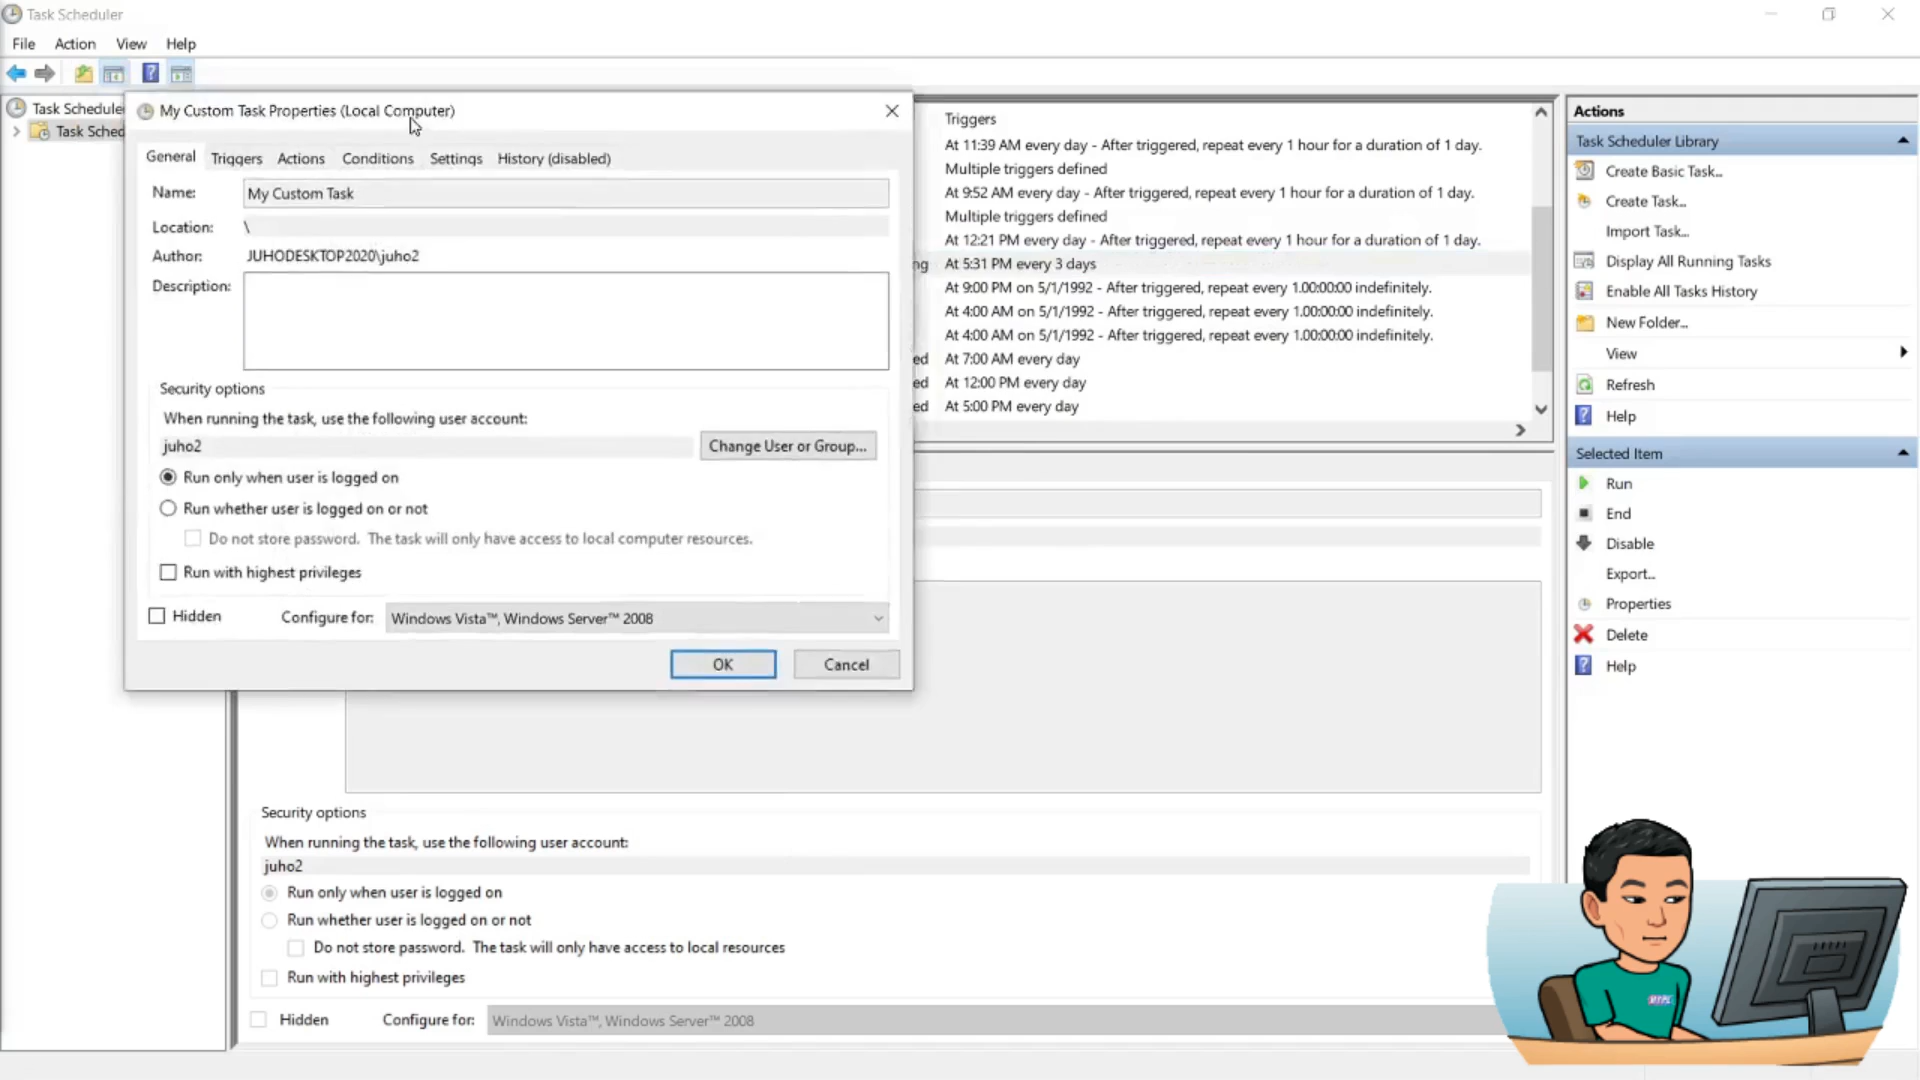 Task Scheduler
File Action View Help
Task Schedule
Task Sched
My Custom Task Properties (Local Computer)
General Triggers Actions Conditions Settings History (disabled)
Name: My Custom Task
Location: \
Author: JUHODESKTOP2020\juho2
Description:
Security options
When running the task, use the following user account:
juho2
Change User or Group...
Run only when user is logged on
Run whether user is logged on or not
Do not store password. The task will only have access to local computer resources.
Run with highest privileges
Hidden Configure for: Windows Vista™, Windows Server™ 2008
OK Cancel
Triggers
At 11:39 AM every day - After triggered, repeat every 1 hour for a duration of 1 day.
Multiple triggers defined
At 9:52 AM every day - After triggered, repeat every 1 hour for a duration of 1 day.
Multiple triggers defined
At 12:21 PM every day - After triggered, repeat every 1 hour for a duration of 1 day.
ng At 5:31 PM every 3 days
At 9:00 PM on 5/1/1992 - After triggered, repeat every 1.00:00:00 indefinitely.
At 4:00 AM on 5/1/1992 - After triggered, repeat every 1.00:00:00 indefinitely.
At 4:00 AM on 5/1/1992 - After triggered, repeat every 1.00:00:00 indefinitely.
ed At 7:00 AM every day
ed At 12:00 PM every day
ed At 5:00 PM every day
Security options
When running the task, use the following user account:
juho2
Run only when user is logged on
Run whether user is logged on or not
Do not store password. The task will only have access to local resources
Run with highest privileges
Hidden Configure for: Windows Vista™, Windows Server™ 2008
Actions
Task Scheduler Library
Create Basic Task...
Create Task...
Import Task...
Display All Running Tasks
Enable All Tasks History
New Folder...
View
Refresh
Help
Selected Item
Run
End
Disable
Export...
Properties
Delete
Help